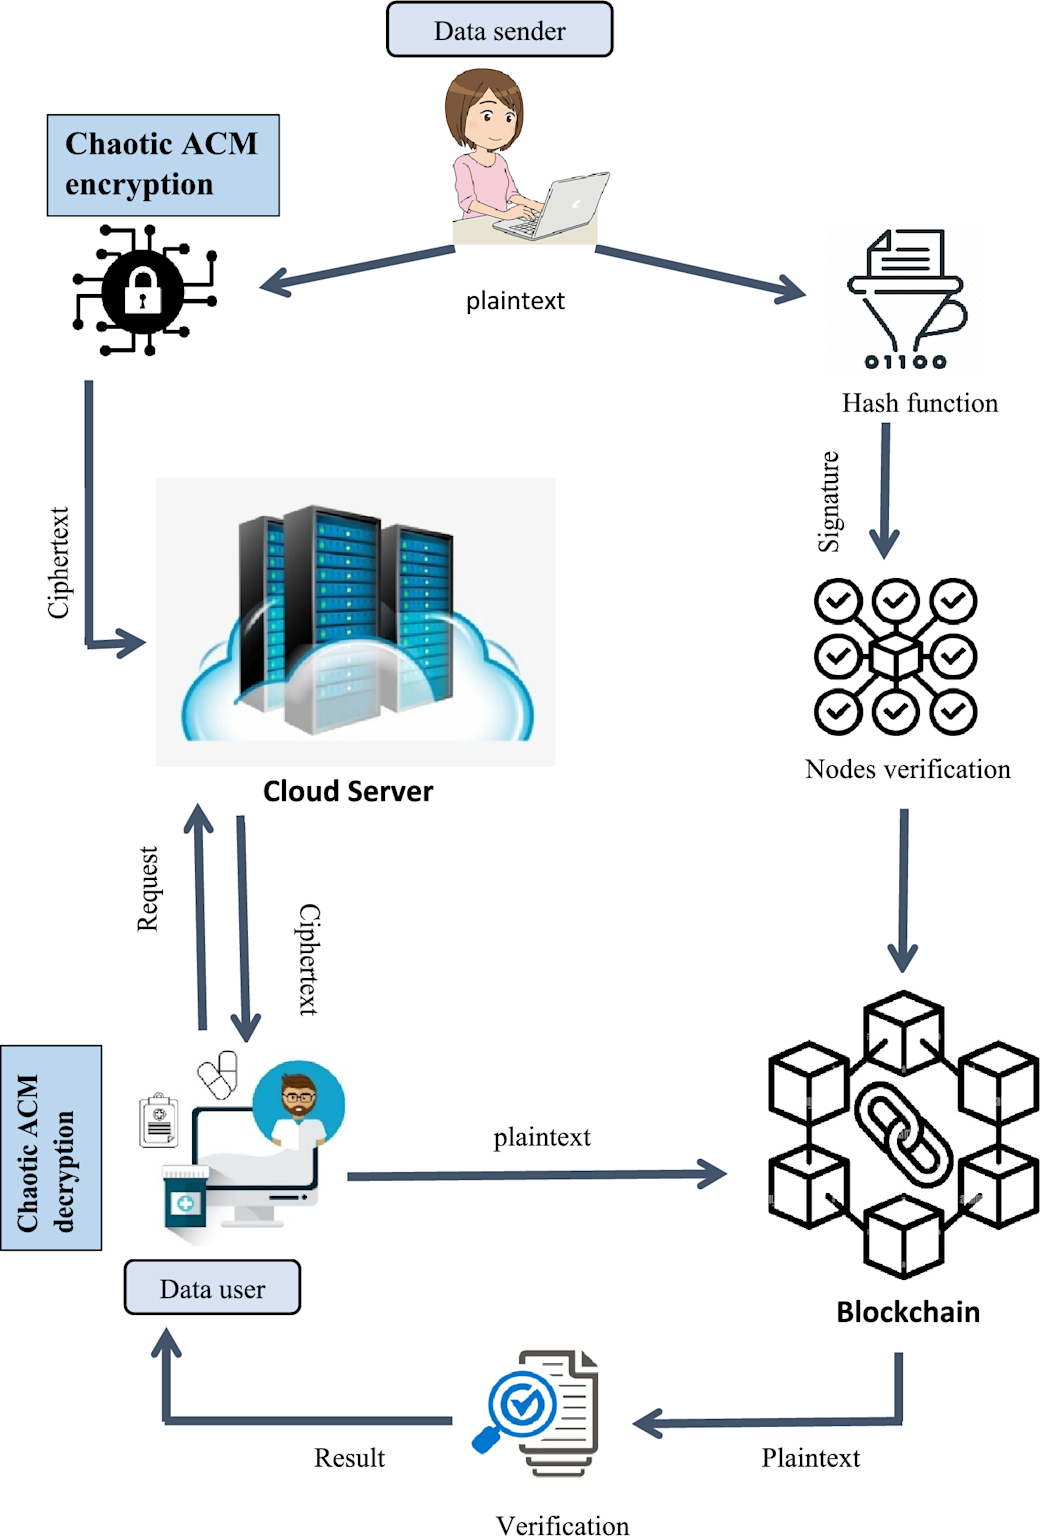 Data sender
Chaotic ACM
encryption
plaintext
01100
Hash function
Signature
Ciphertext
Nodes verification
Cloud Server
Request
Ciphertext
Chaotic ACM
decryption
plaintext
Data user
Blockchain
Result
Plaintext
Verification